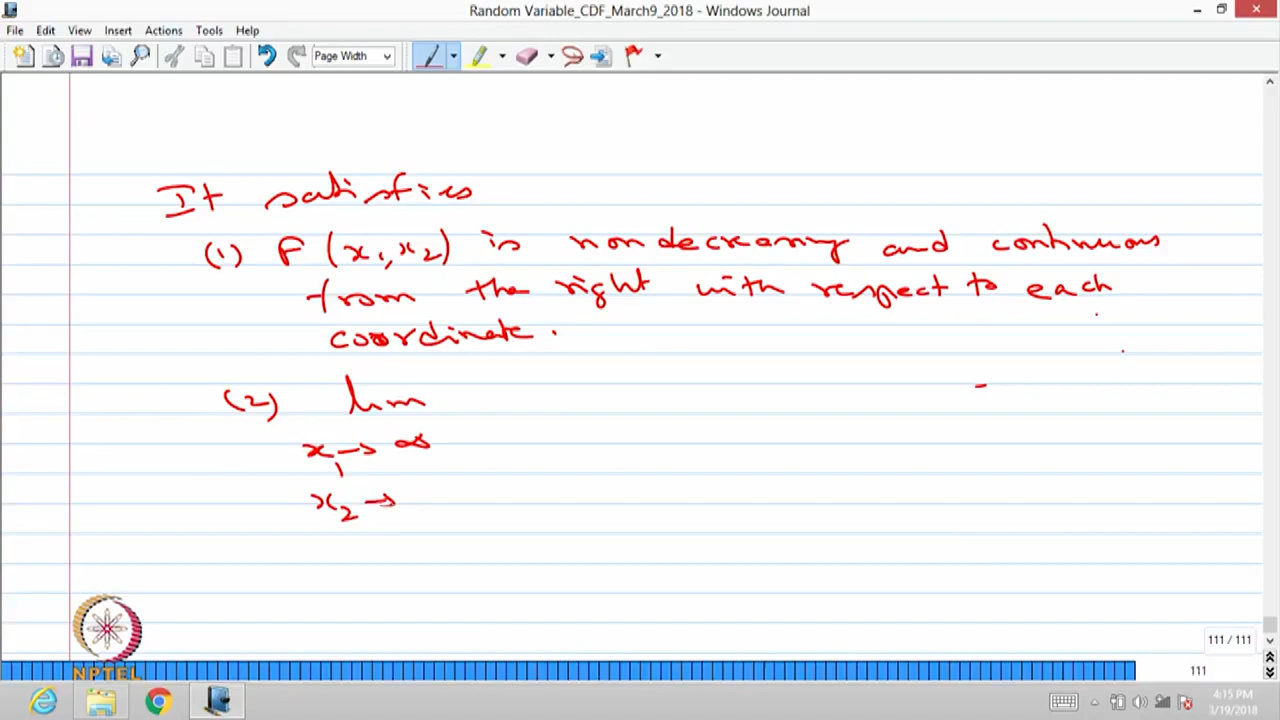 Random Variable_CDF_March9_2018 - Windows Journal
File Edit View Insert Actions Tools Help
Page Width
It satisfies
(1) F (x1, x2) is nondecreasing and continuous
from the right with respect to each
coordinate.
(2) lim
x1 → ∞
x2 →
111 / 111
NPTEL
111
4:15 PM
3/19/2018